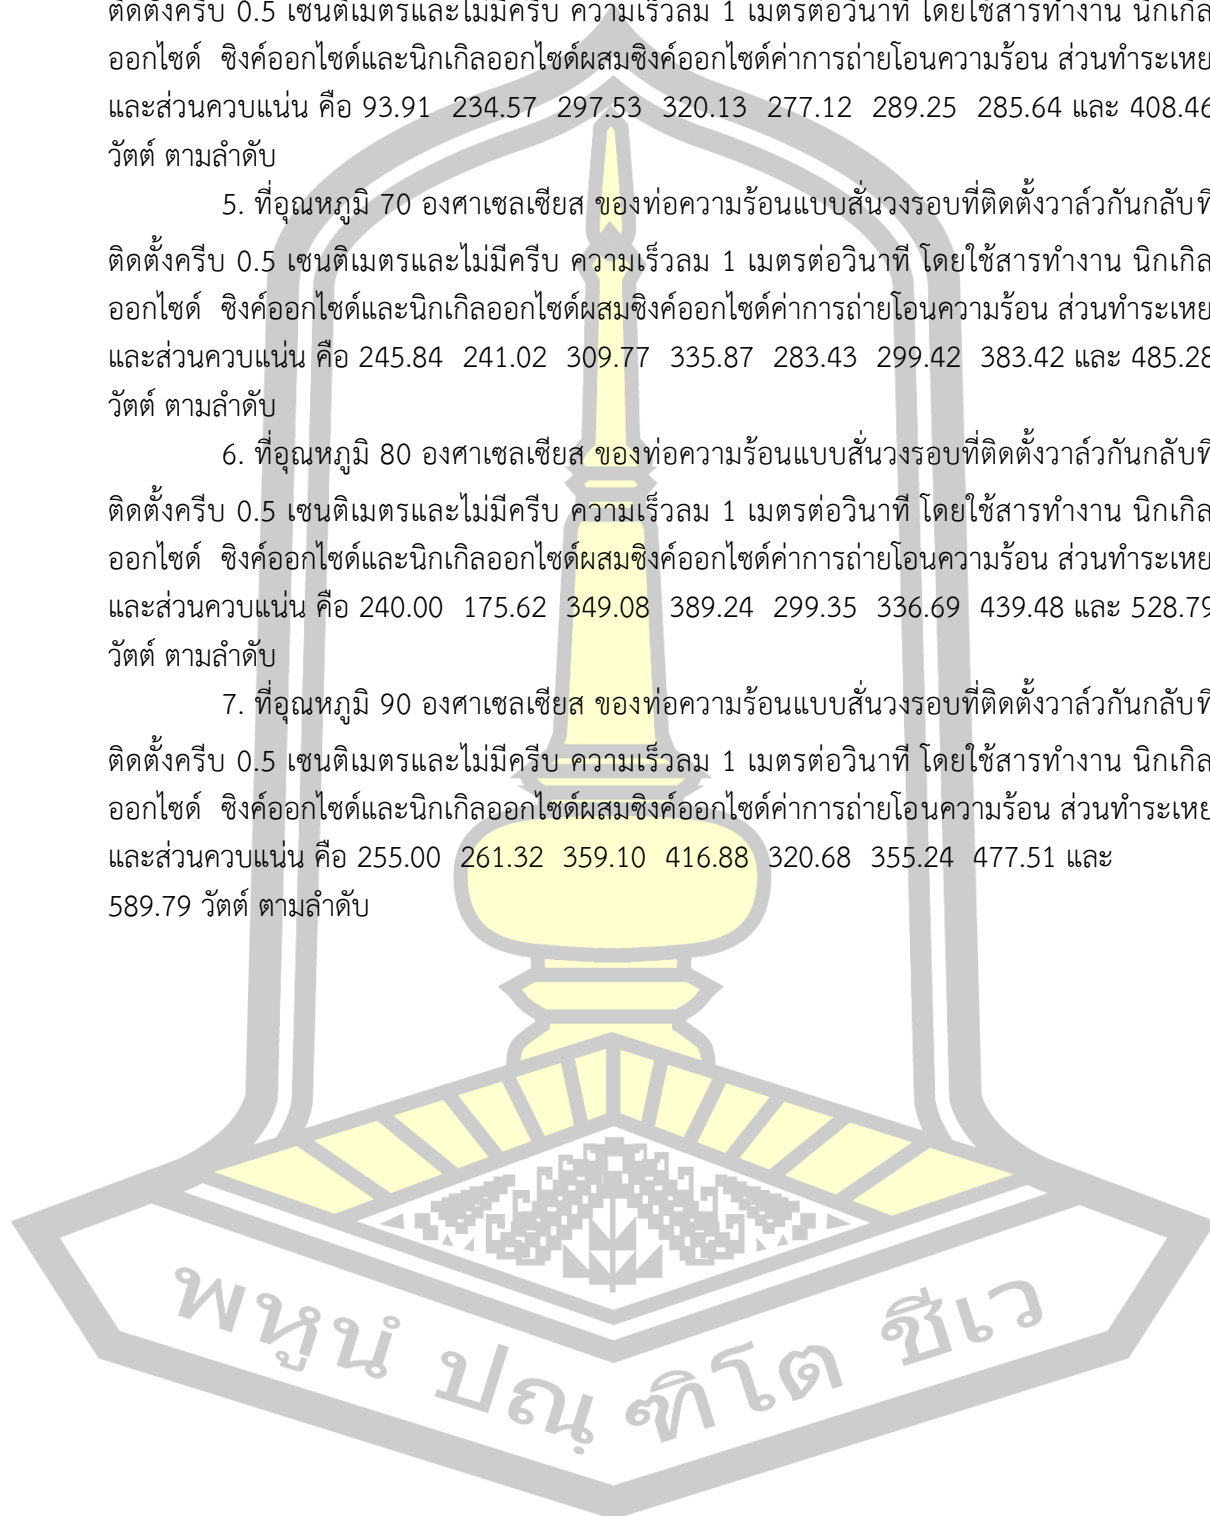 ติดตั้งครีบ 0.5 เซนติเมตรและไม่มีครีบ ความเร็วลม 1 เมตรต่อวินาที โดยใช้สารทำงาน นิกเกิล
ออกไซด์ ซิงค์ออกไซด์และนิกเกิลออกไซด์ผสมซิงค์ออกไซด์ค่าการถ่ายโอนความร้อน ส่วนทำระเหย
และส่วนควบแน่น คือ 93.91 234.57 297.53 320.13 277.12 289.25 285.64 และ 408.46
วัตต์ ตามลำดับ
5. ที่อุณหภูมิ 70 องศาเซลเซียส ของท่อความร้อนแบบสั่นวงรอบที่ติดตั้งวาล์วกันกลับที่
ติดตั้งครีบ 0.5 เซนติเมตรและไม่มีครีบ ความเร็วลม 1 เมตรต่อวินาที โดยใช้สารทำงาน นิกเกิล
ออกไซด์ ซิงค์ออกไซด์และนิกเกิลออกไซด์ผสมซิงค์ออกไซด์ค่าการถ่ายโอนความร้อน ส่วนทำระเหย
และส่วนควบแน่น คือ 245.84 241.02 309.77 335.87 283.43 299.42 383.42 และ 485.28
วัตต์ ตามลำดับ
6. ที่อุณหภูมิ 80 องศาเซลเซียส ของท่อความร้อนแบบสั่นวงรอบที่ติดตั้งวาล์วกันกลับที่
ติดตั้งครีบ 0.5 เซนติเมตรและไม่มีครีบ ความเร็วลม 1 เมตรต่อวินาที โดยใช้สารทำงาน นิกเกิล
ออกไซด์ ซิงค์ออกไซด์และนิกเกิลออกไซด์ผสมซิงค์ออกไซด์ค่าการถ่ายโอนความร้อน ส่วนทำระเหย
และส่วนควบแน่น คือ 240.00 175.62 349.08 389.24 299.35 336.69 439.48 และ 528.79
วัตต์ ตามลำดับ
7. ที่อุณหภูมิ 90 องศาเซลเซียส ของท่อความร้อนแบบสั่นวงรอบที่ติดตั้งวาล์วกันกลับที่
ติดตั้งครีบ 0.5 เซนติเมตรและไม่มีครีบ ความเร็วลม 1 เมตรต่อวินาที โดยใช้สารทำงาน นิกเกิล
ออกไซด์ ซิงค์ออกไซด์และนิกเกิลออกไซด์ผสมซิงค์ออกไซด์ค่าการถ่ายโอนความร้อน ส่วนทำระเหย
และส่วนควบแน่น คือ 255.00 261.32 359.10 416.88 320.68 355.24 477.51 และ
589.79 วัตต์ ตามลำดับ
พหูนํ ปณฺฑิโต ชีเว